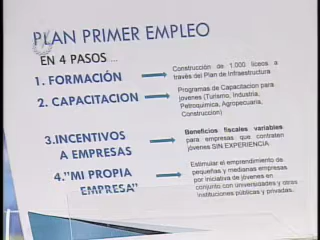 PLAN PRIMER EMPLEO
EN 4 PASOS...
1. FORMACIÓN
Construcción de 1.000 liceos a
través del Plan de Infraestructura
2. CAPACITACION
Programas de Capacitación para
jovenes (Turismo, Industria,
Petroquimica, Agropecuaria,
Construccion)
3.INCENTIVOS
A EMPRESAS
Beneficios fiscales variables
para empresas que contraten
jóvenes SIN EXPERIENCIA
4."MI PROPIA
EMPRESA"
Estimular el emprendimiento de
pequeñas y medianas empresas
por Iniciativa de jóvenes en
conjunto con universidades y otras
instituciones públicas y privadas.